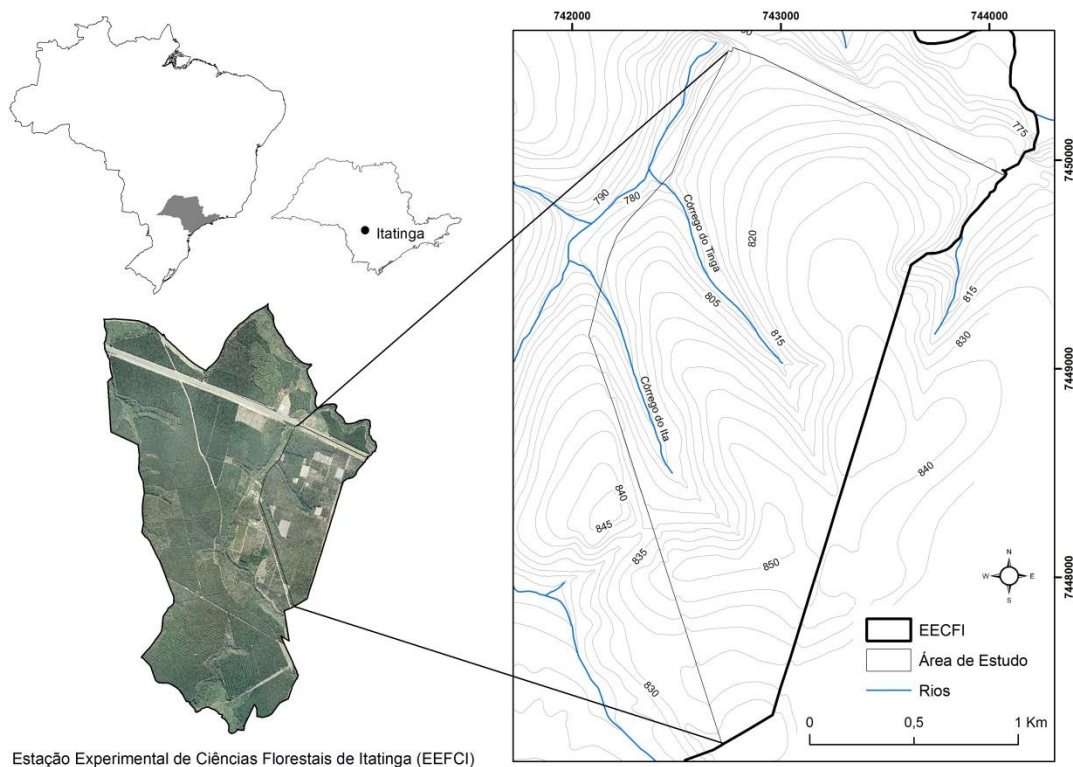 742000
743000
744000
775
7450000
790
780
Córrego do Tinga
820
Itatinga
805
815
815
830
7449000
Córrego do Ita
840
840
845
835
850
7448000
N
W
E
S
EECFI
Área de Estudo
Rios
830
0
0,5
1 Km
Estação Experimental de Ciências Florestais de Itatinga (EEFCI)